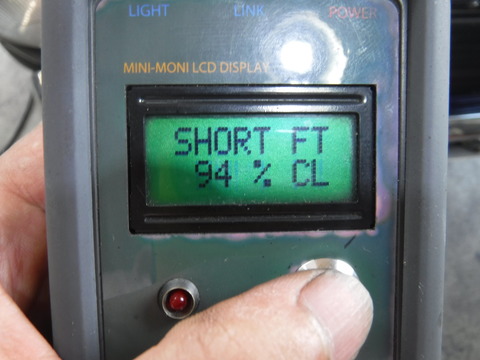 LIGHT LINK POWER
MINI-MONI LCD DISPLAY
SHORT FT
94 % CL